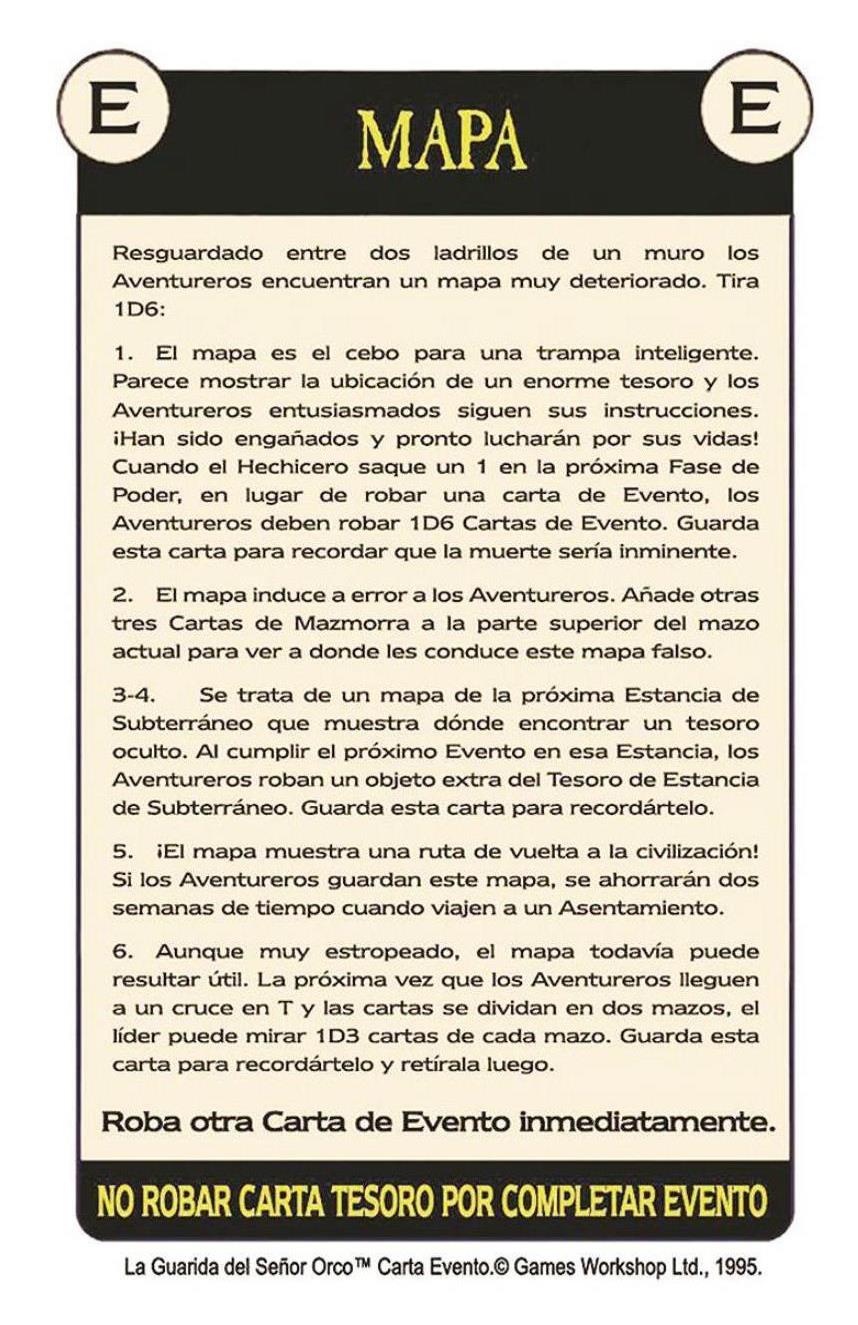 E
E
MAPA
Resguardado entre dos ladrillos de un muro los
Aventureros encuentran un mapa muy deteriorado. Tira
1D6:
1. El mapa es el cebo para una trampa inteligente.
Parece mostrar la ubicación de un enorme tesoro y los
Aventureros entusiasmados siguen sus instrucciones.
¡Han sido engañados y pronto lucharán por sus vidas!
Cuando el Hechicero saque un 1 en la próxima Fase de
Poder, en lugar de robar una carta de Evento, los
Aventureros deben robar 1D6 Cartas de Evento. Guarda
esta carta para recordar que la muerte sería inminente.
2. El mapa induce a error a los Aventureros. Añade otras
tres Cartas de Mazmorra a la parte superior del mazo
actual para ver a donde les conduce este mapa falso.
3-4. Se trata de un mapa de la próxima Estancia de
Subterráneo que muestra dónde encontrar un tesoro
oculto. Al cumplir el próximo Evento en esa Estancia, los
Aventureros roban un objeto extra del Tesoro de Estancia
de Subterráneo. Guarda esta carta para recordártelo.
5. ¡El mapa muestra una ruta de vuelta a la civilización!
Si los Aventureros guardan este mapa, se ahorrarán dos
semanas de tiempo cuando viajen a un Asentamiento.
6. Aunque muy estropeado, el mapa todavía puede
resultar útil. La próxima vez que los Aventureros lleguen
a un cruce en T y las cartas se dividan en dos mazos, el
líder puede mirar 1D3 cartas de cada mazo. Guarda esta
carta para recordártelo y retírala luego.
Roba otra Carta de Evento inmediatamente.
NO ROBAR CARTA TESORO POR COMPLETAR EVENTO
La Guarida del Señor Orco™ Carta Evento.© Games Workshop Ltd., 1995.